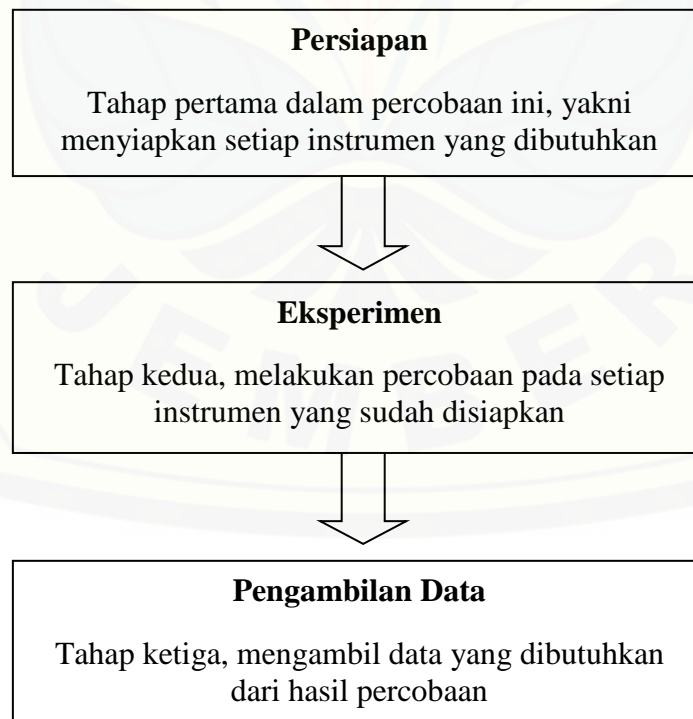 Persiapan
Tahap pertama dalam percobaan ini, yakni
menyiapkan setiap instrumen yang dibutuhkan
JEMBER
Eksperimen
Tahap kedua, melakukan percobaan pada setiap
instrumen yang sudah disiapkan
Pengambilan Data
Tahap ketiga, mengambil data yang dibutuhkan
dari hasil percobaan